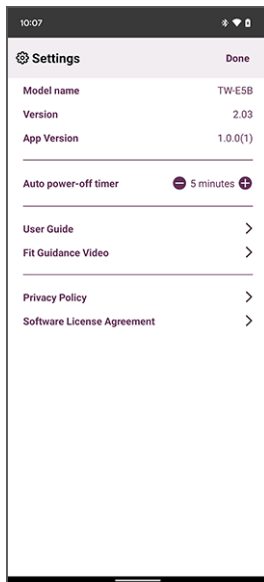 10:07
Settings Done
Model name TW-E5B
Version 2.03
App Version 1.0.0(1)
Auto power-off timer 5 minutes
User Guide
Fit Guidance Video
Privacy Policy
Software License Agreement